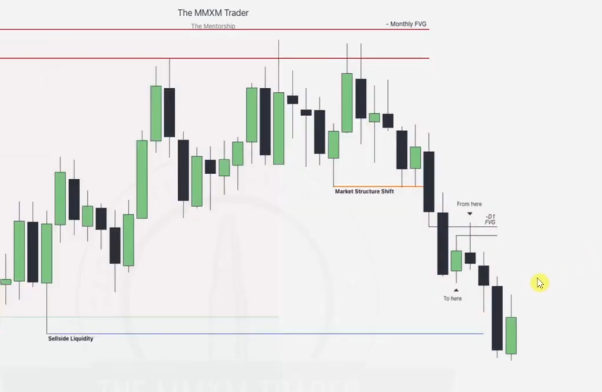 The MMXM Trader
The Mentorship
- Monthly FVG
Market Structure Shift
From here
-D1
FVG
To here
Sellside Liquidity
THE MMXM TRADER